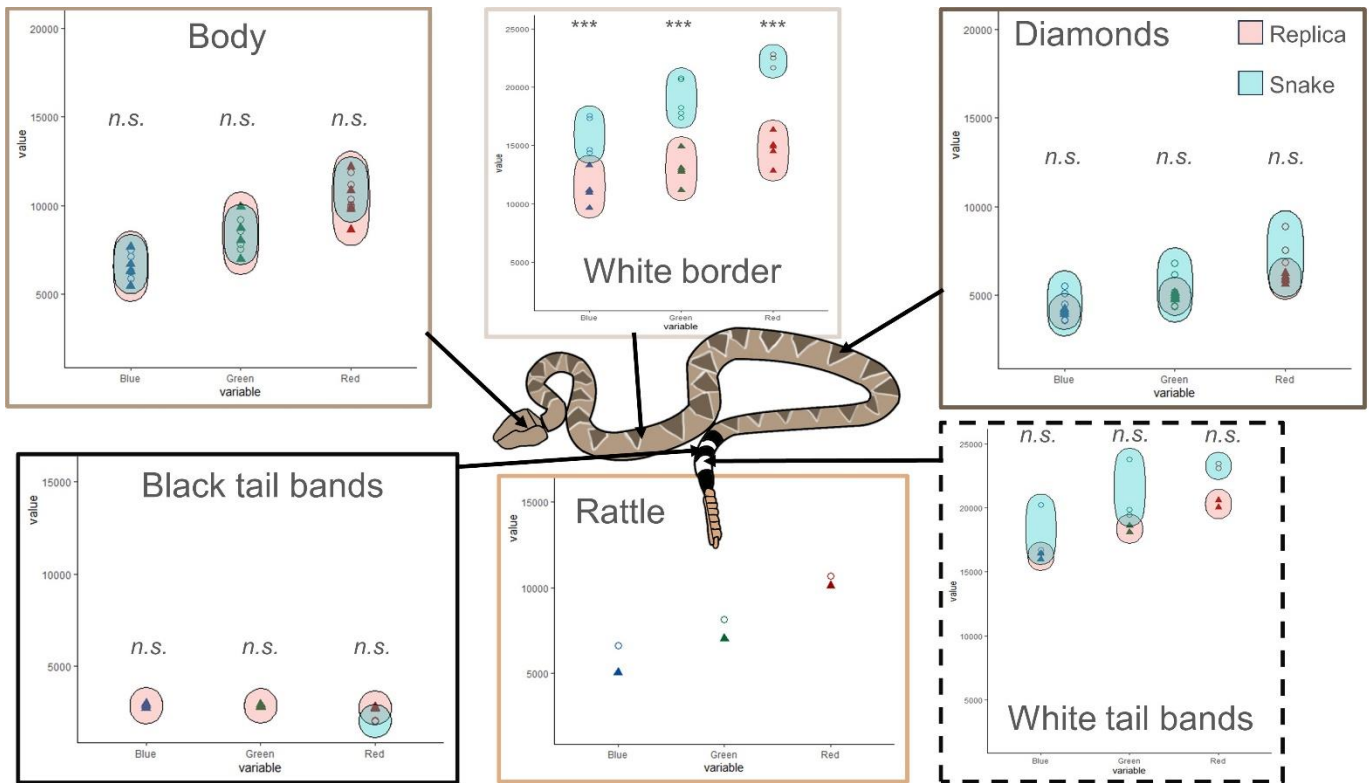 Body
20000
15000
10000
5000
value
n.s.
n.s.
n.s.
Blue
Green
Red
variable
White border
25000
20000
15000
10000
5000
value
***
***
***
Blue
Green
Red
variable
Diamonds
Replica
Snake
20000
15000
10000
5000
value
n.s.
n.s.
n.s.
Blue
Green
Red
variable
Black tail bands
15000
10000
5000
value
n.s.
n.s.
n.s.
Blue
Green
Red
variable
Rattle
15000
10000
5000
value
Blue
Green
Red
variable
White tail bands
25000
20000
15000
10000
5000
value
n.s.
n.s.
n.s.
Blue
Green
Red
variable